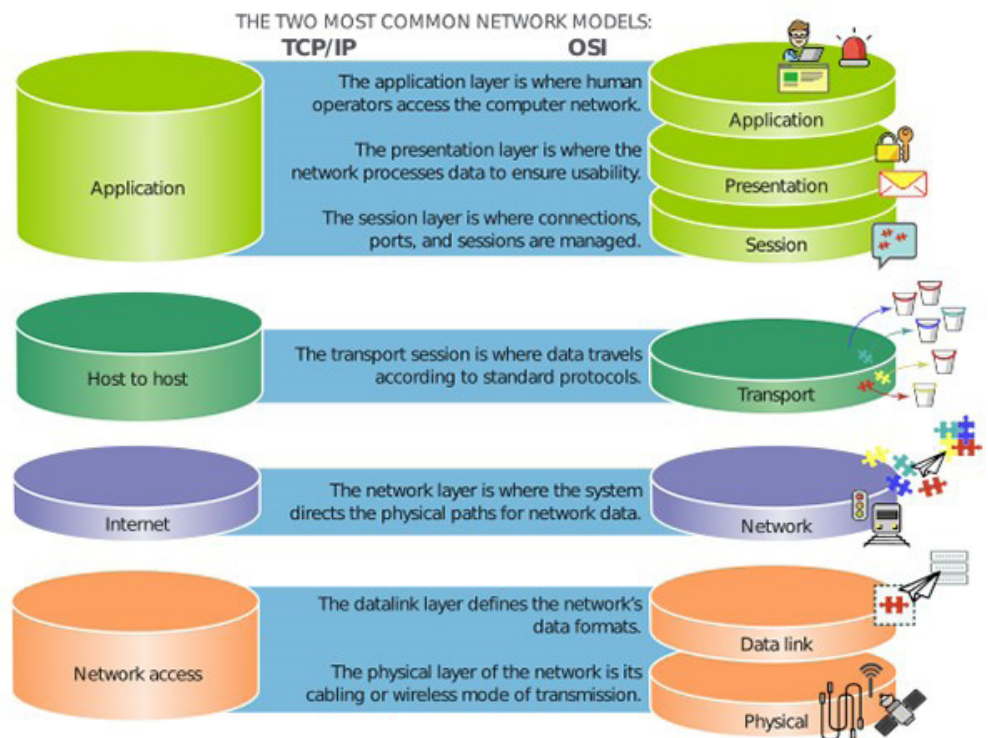 THE TWO MOST COMMON NETWORK MODELS:
TCP/IP
OSI
Application
The application layer is where human
operators access the computer network.
Application
The presentation layer is where the
network processes data to ensure usability.
Presentation
The session layer is where connections,
ports, and sessions are managed.
Session
Host to host
The transport session is where data travels
according to standard protocols.
Transport
Internet
The network layer is where the system
directs the physical paths for network data.
Network
Network access
The datalink layer defines the network’s
data formats.
Data link
The physical layer of the network is its
cabling or wireless mode of transmission.
Physical